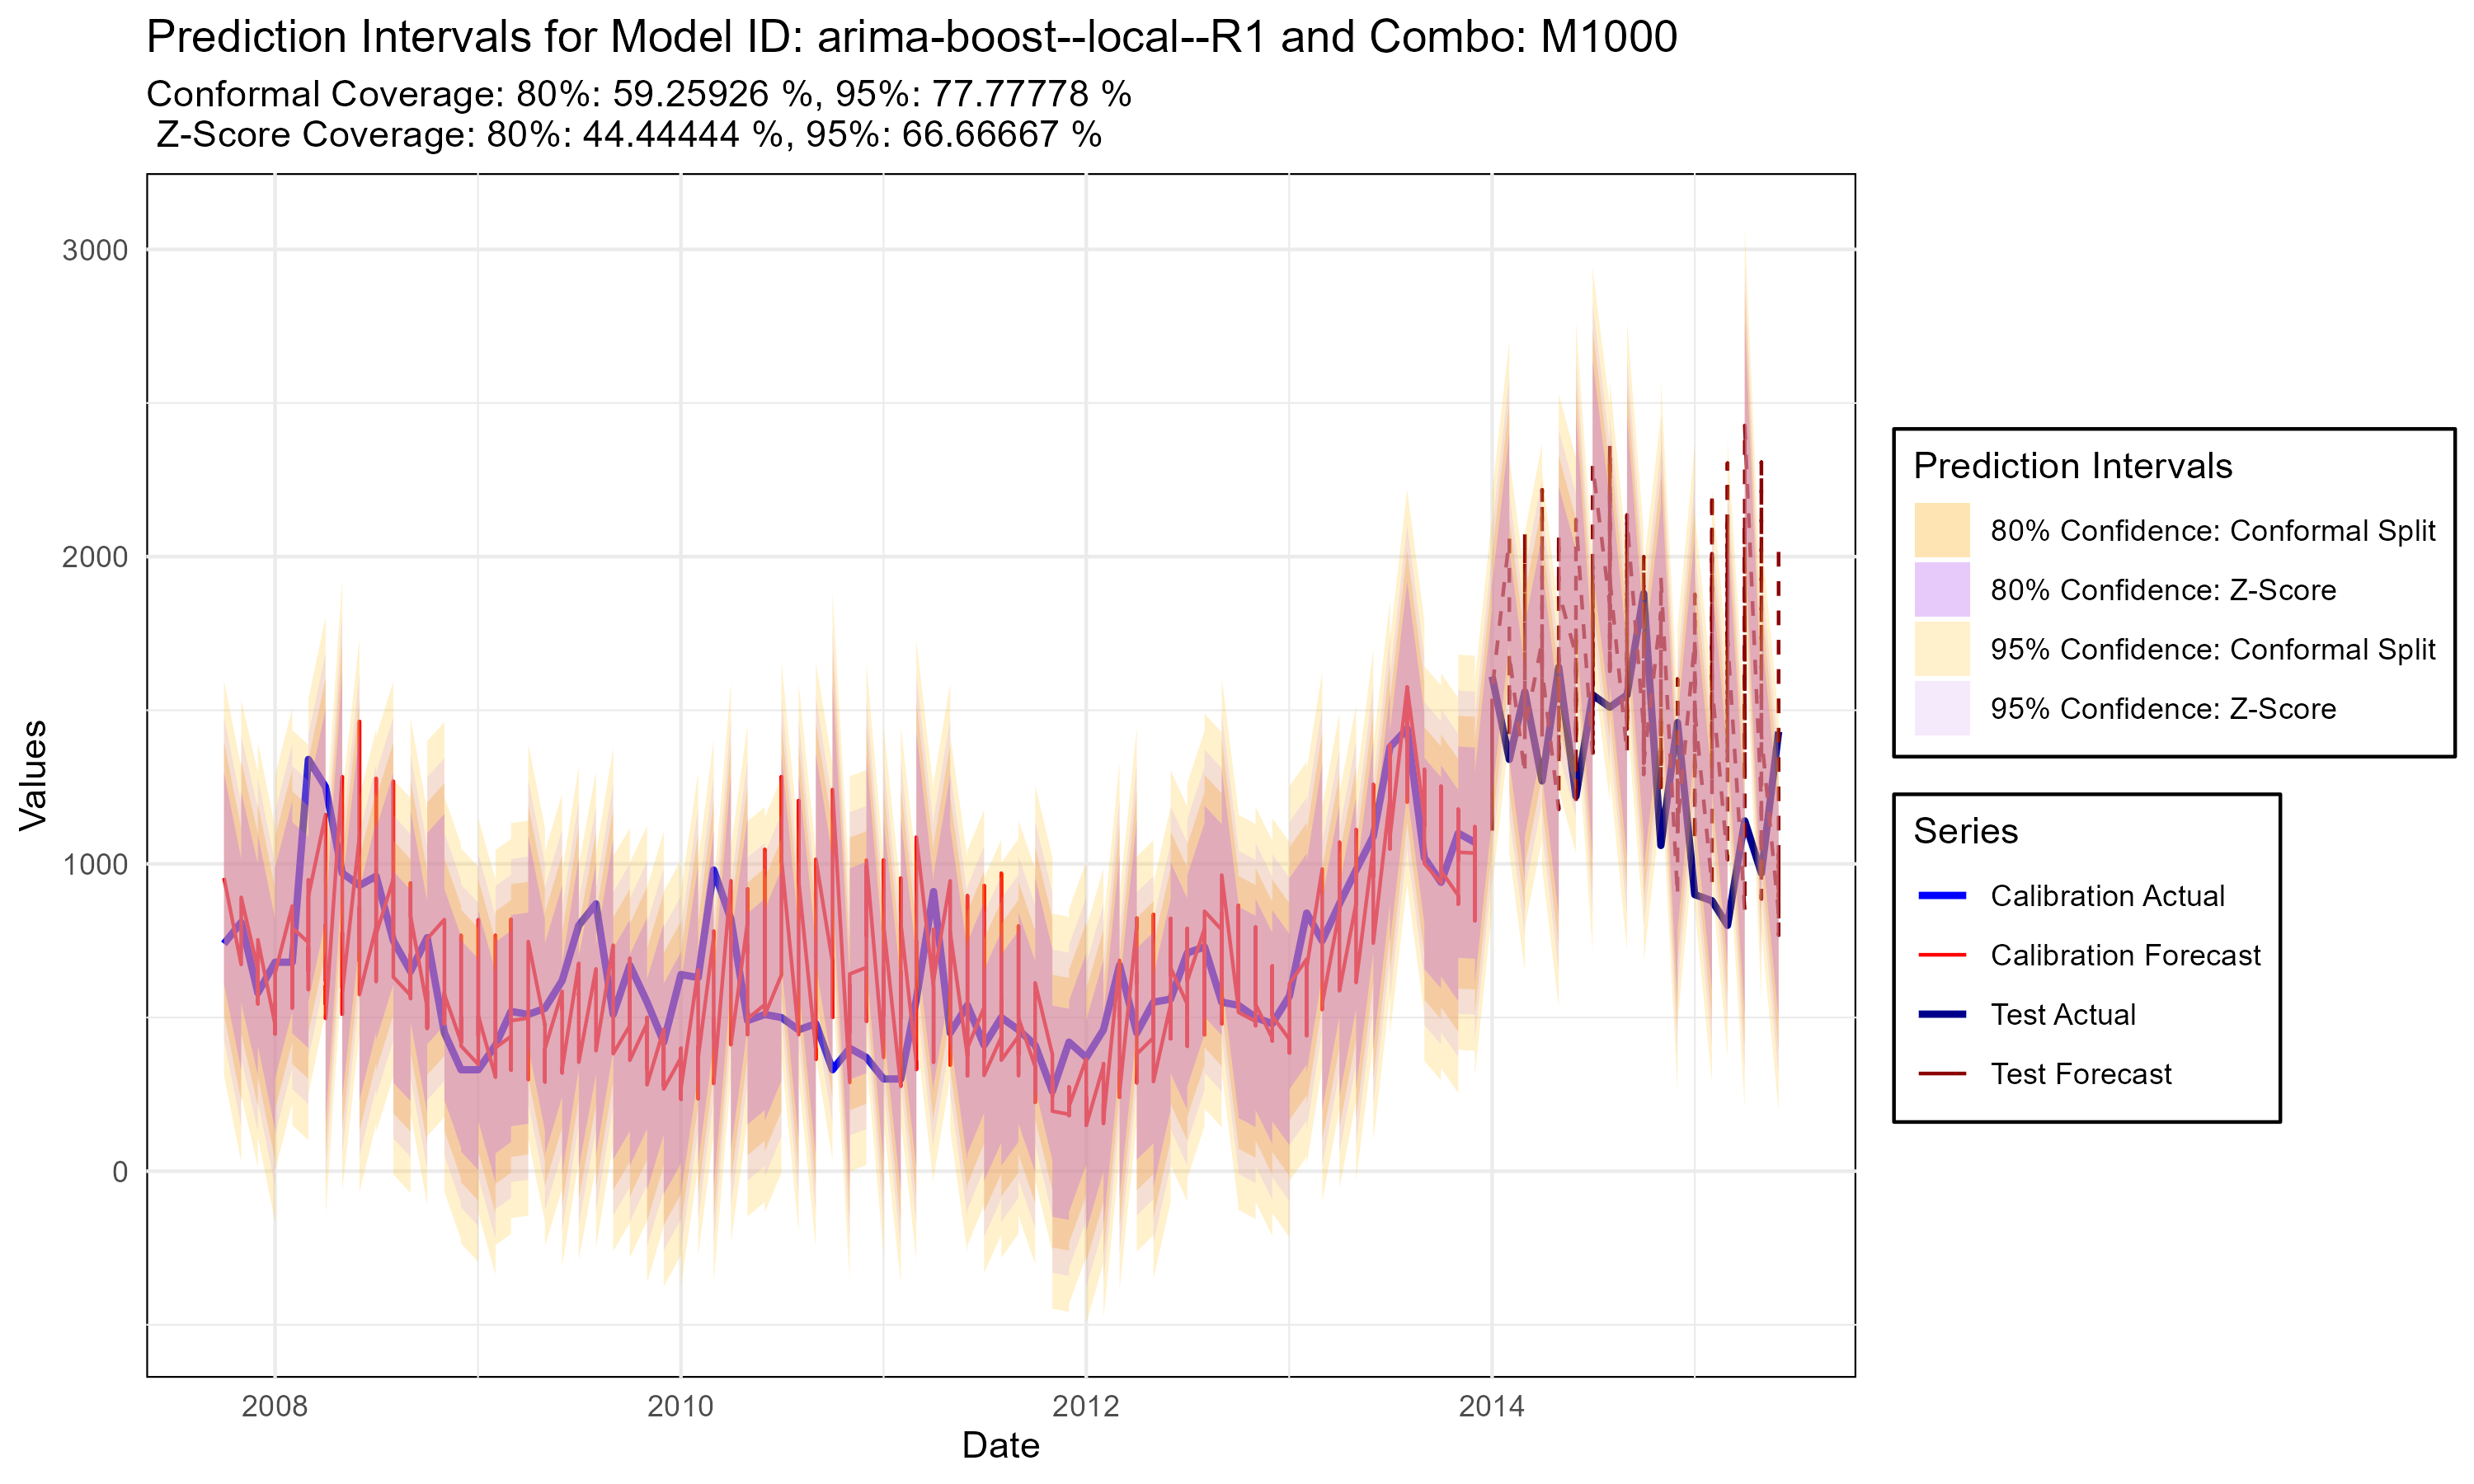 Prediction Intervals for Model ID: arima-boost--local--R1 and Combo: M1000
Conformal Coverage: 80%: 59.25926 %, 95%: 77.77778 %
Z-Score Coverage: 80%: 44.44444 %, 95%: 66.66667 %
3000
2000
1000
0
Values
2008
2010
2012
2014
Date
Prediction Intervals
80% Confidence: Conformal Split
80% Confidence: Z-Score
95% Confidence: Conformal Split
95% Confidence: Z-Score
Series
Calibration Actual
Calibration Forecast
Test Actual
Test Forecast